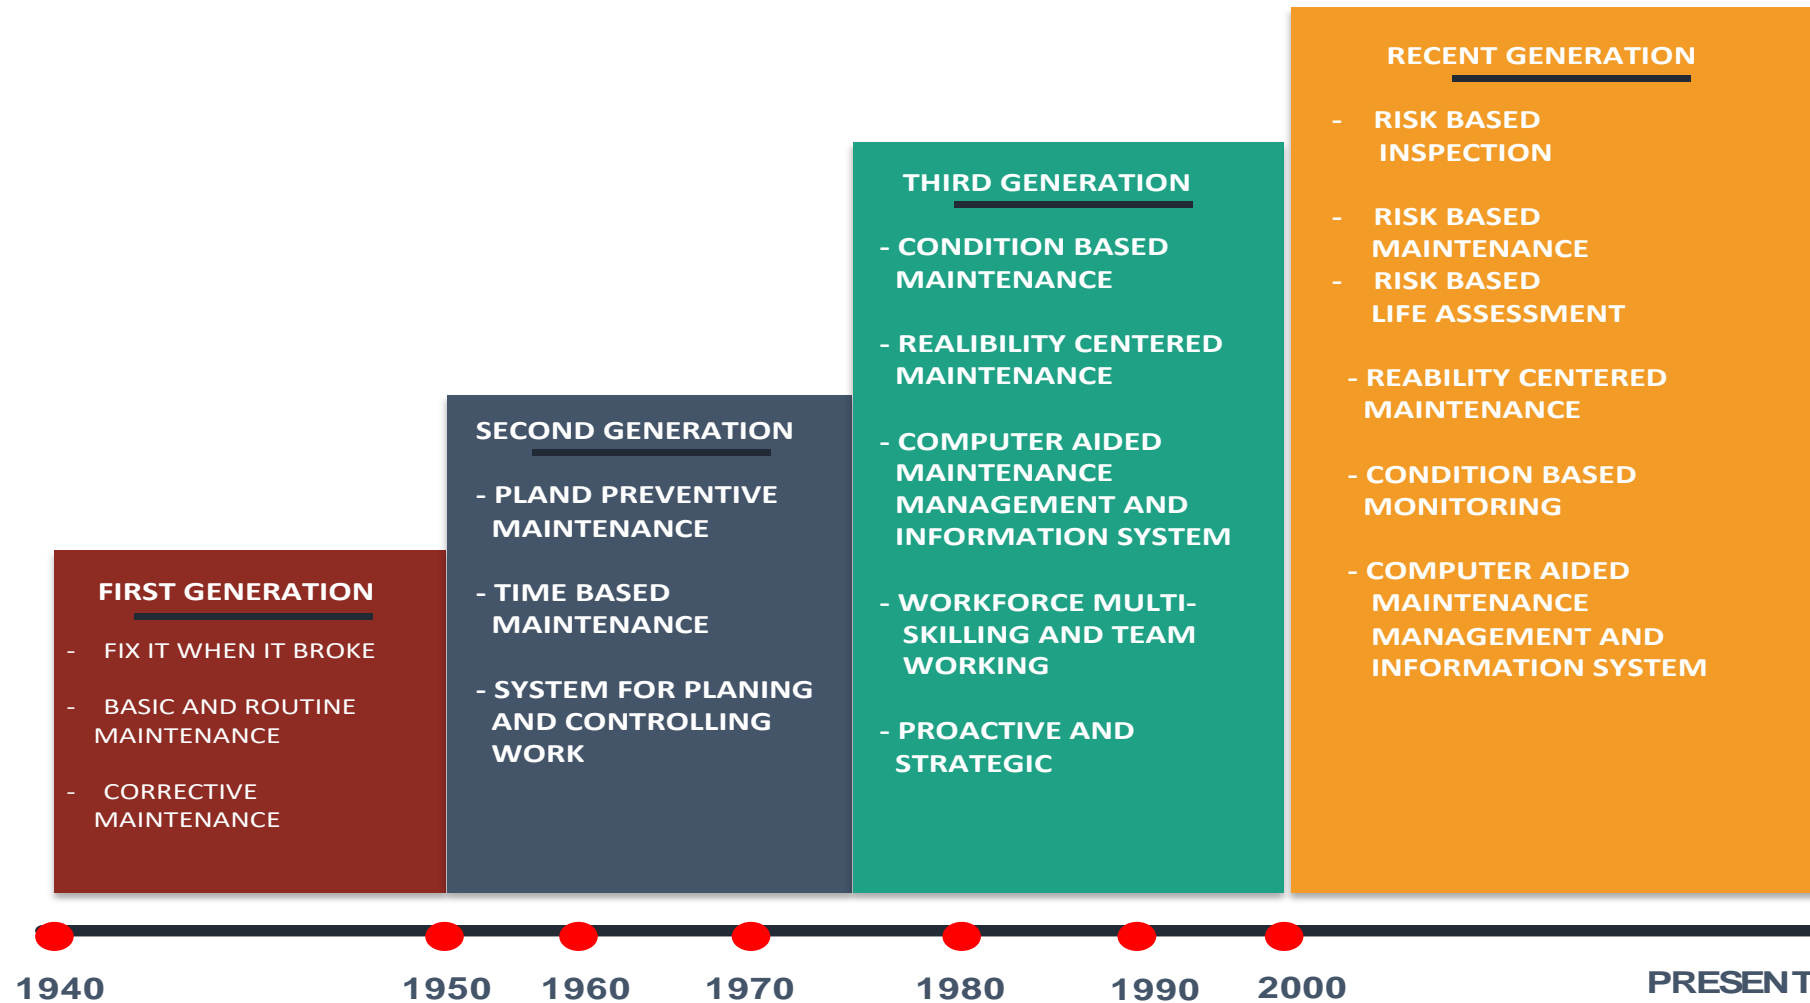 FIRST GENERATION
- FIX IT WHEN IT BROKE
- BASIC AND ROUTINE
MAINTENANCE
- CORRECTIVE
MAINTENANCE
SECOND GENERATION
- PLAND PREVENTIVE
MAINTENANCE
- TIME BASED
MAINTENANCE
- SYSTEM FOR PLANING
AND CONTROLLING
WORK
THIRD GENERATION
- CONDITION BASED
MAINTENANCE
- REALIBILITY CENTERED
MAINTENANCE
- COMPUTER AIDED
MAINTENANCE
MANAGEMENT AND
INFORMATION SYSTEM
- WORKFORCE MULTI-
SKILLING AND TEAM
WORKING
- PROACTIVE AND
STRATEGIC
RECENT GENERATION
- RISK BASED
INSPECTION
- RISK BASED
MAINTENANCE
- RISK BASED
LIFE ASSESSMENT
- REABILITY CENTERED
MAINTENANCE
- CONDITION BASED
MONITORING
- COMPUTER AIDED
MAINTENANCE
MANAGEMENT AND
INFORMATION SYSTEM
1940 1950 1960 1970 1980 1990 2000 PRESENT